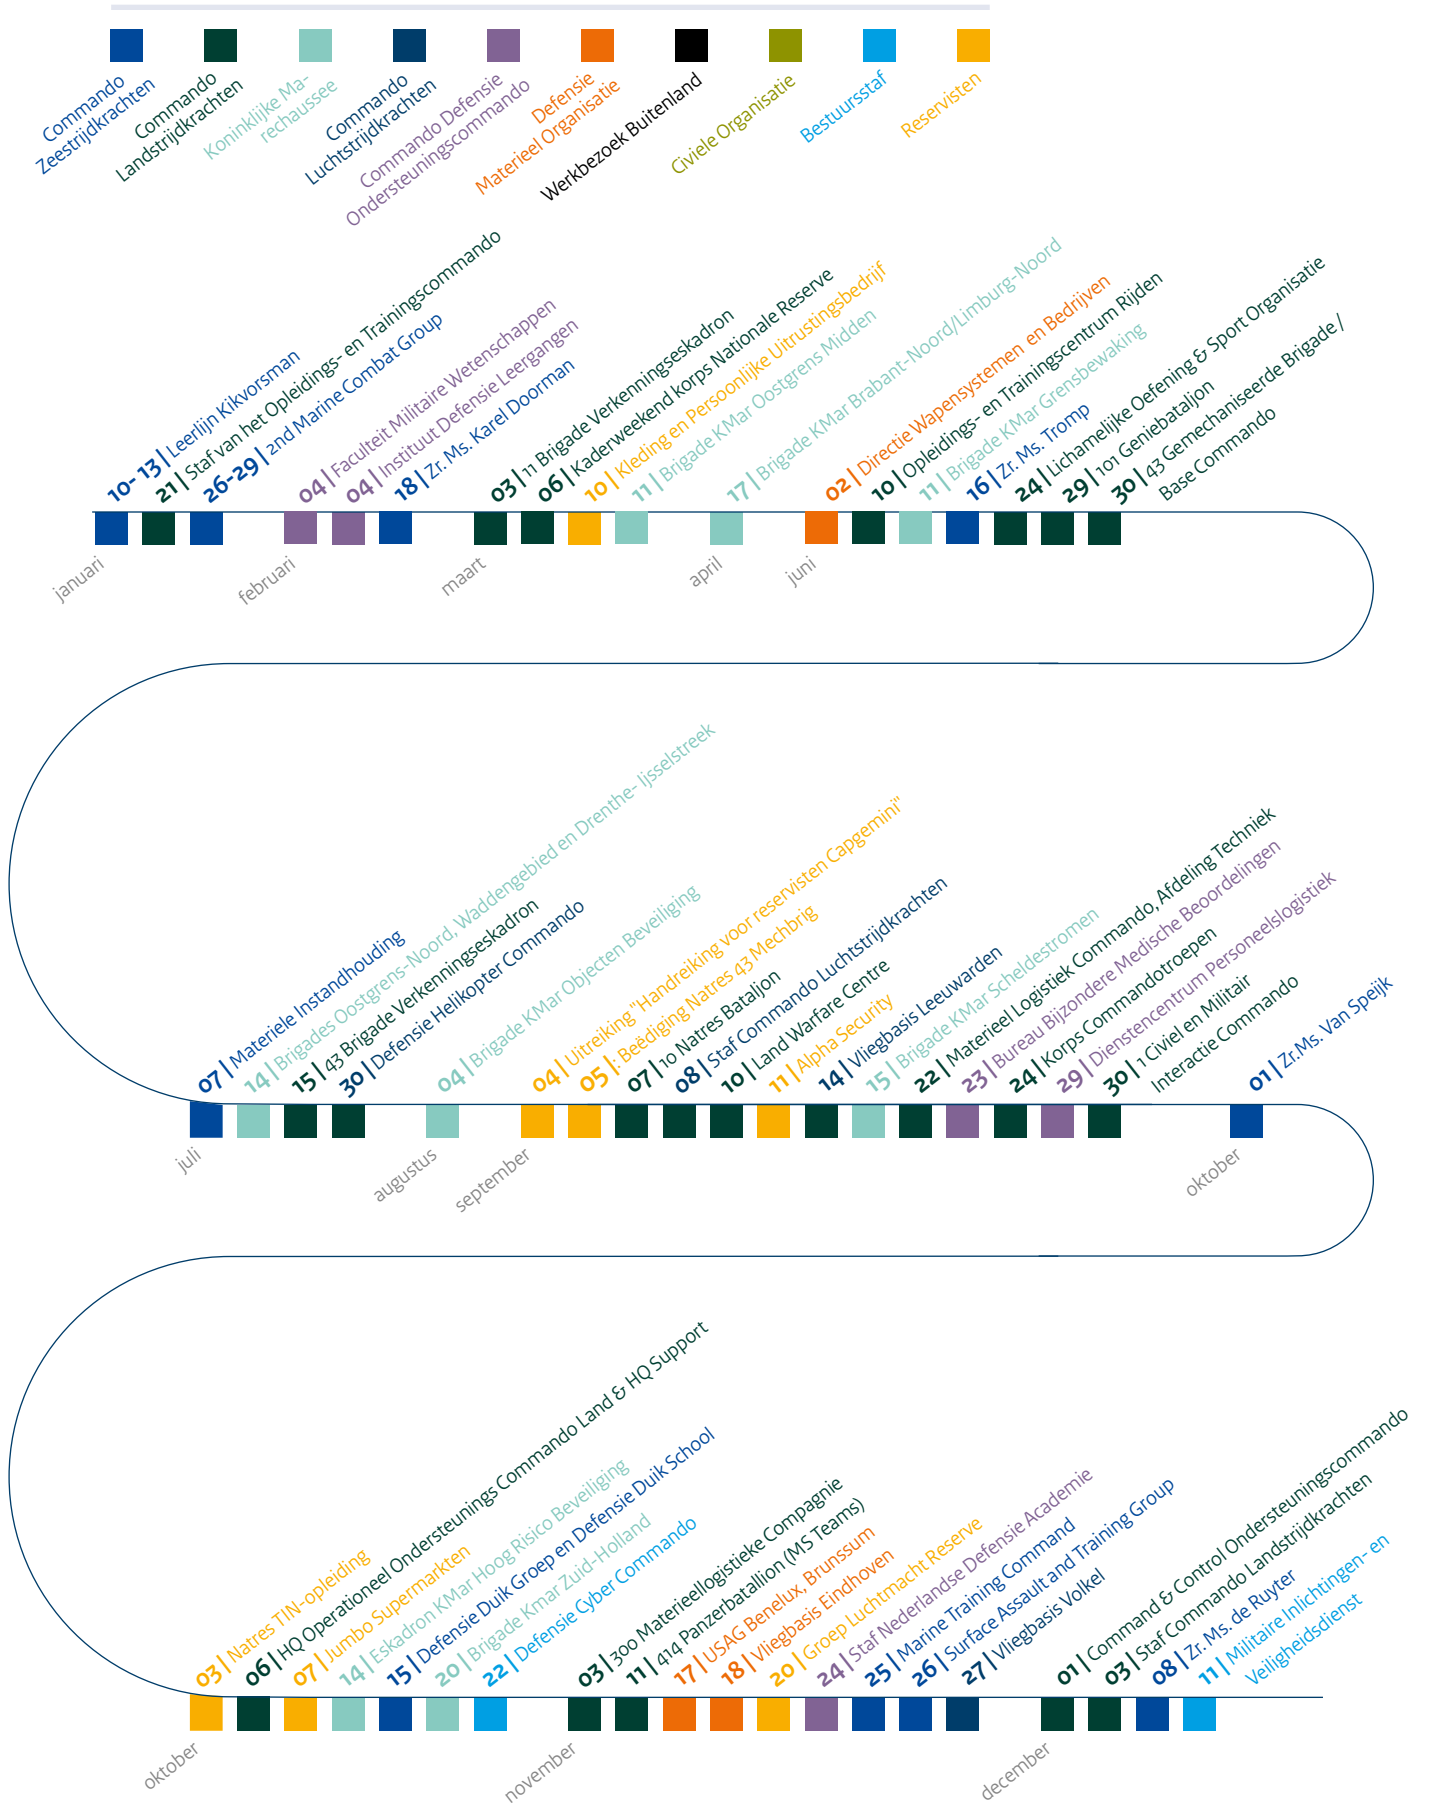 Commando
Zeestrijdkrachten
Commando
Landstrijdkrachten
Koninklijke Ma-
rechaussee
Commando
Luchtstrijdkrachten
Commando Defensie
Ondersteuningscommando
Defensie
Materieel Organisatie
Werkbezoek Buitenland
Civiele Organisatie
Bestuursstaf
Reservisten
10- 13 | Leerlijn Kikvorsman
21 | Staf van het Opleidings- en Trainingscommando
26-29 | 2nd Marine Combat Group
04 | Faculteit Militaire Wetenschappen
04 | Instituut Defensie Leergangen
18 | Zr. Ms. Karel Doorman
03 | 11 Brigade Verkenningseskadron
06 | Kaderweekend Korps Nationale Reserve
10 | Kleding en Persoonlijke Uitrustingsbedrijf
11 | Brigade KMar Oostgrens Midden
17 | Brigade KMar Brabant-Noord/Limburg-Noord
02 | Directie Wapensystemen en Bedrijven
10 | Opleidings- en Trainingscentrum Rijden
11 | Brigade KMar Grensbewaking
16 | Zr. Ms. Tromp
24 | Lichamelijke Oefening & Sport Organisatie
29 | 101 Geniebataljon
30 | 43 Gemechaniseerde Brigade /
Base Commando
januari
februari
maart
april
juni
07 | Materiele Instandhouding
14 | Brigades Oostgrens-Noord, Waddengebied en Drenthe- Ijsselstreek
15 | 43 Brigade Verkenningseskadron
30 | Defensie Helikopter Commando
04 | Brigade KMar Objecten Beveiliging
04 | Uitreiking "Handreiking voor reservisten Capgemini"
05 |: Beëdiging Natres 43 Mechbrig
07 | 10 Natres Bataljon
08 | Staf Commando Luchtstrijdkrachten
10 | Land Warfare Centre
11 | Alpha Security
14 | Vliegbasis Leeuwarden
15 | Brigade KMar Scheldestromen
22 | Materieel Logistiek Commando, Afdeling Techniek
23 | Bureau Bijzondere Medische Beoordelingen
24 | Korps Commandotroepen
29 | Dienstencentrum Personeelslogistiek
30 | 1 Civiel en Militair
Interactie Commando
01 | Zr.Ms. Van Speijk
juli
augustus
september
oktober
03 | Natres TIN-opleiding
06 | HQ Operationeel Ondersteunings Commando Land & HQ Support
07 | Jumbo Supermarkten
14 | Eskadron KMar Hoog Risico Beveiliging
15 | Defensie Duik Groep en Defensie Duik School
20 | Brigade Kmar Zuid-Holland
22 | Defensie Cyber Commando
03 | 300 Materieellogistieke Compagnie
11 | 414 Panzerbatallion (MS Teams)
17 | USAG Benelux, Brunssum
18 | Vliegbasis Eindhoven
20 | Groep Luchtmacht Reserve
24 | Staf Nederlandse Defensie Academie
25 | Marine Training Command
26 | Surface Assault and Training Group
27 | Vliegbasis Volkel
01 | Command & Control Ondersteuningscommando
03 | Staf Commando Landstrijdkrachten
08 | Zr. Ms. de Ruyter
11 | Militaire Inlichtingen- en
Veiligheidsdienst
oktober
november
december